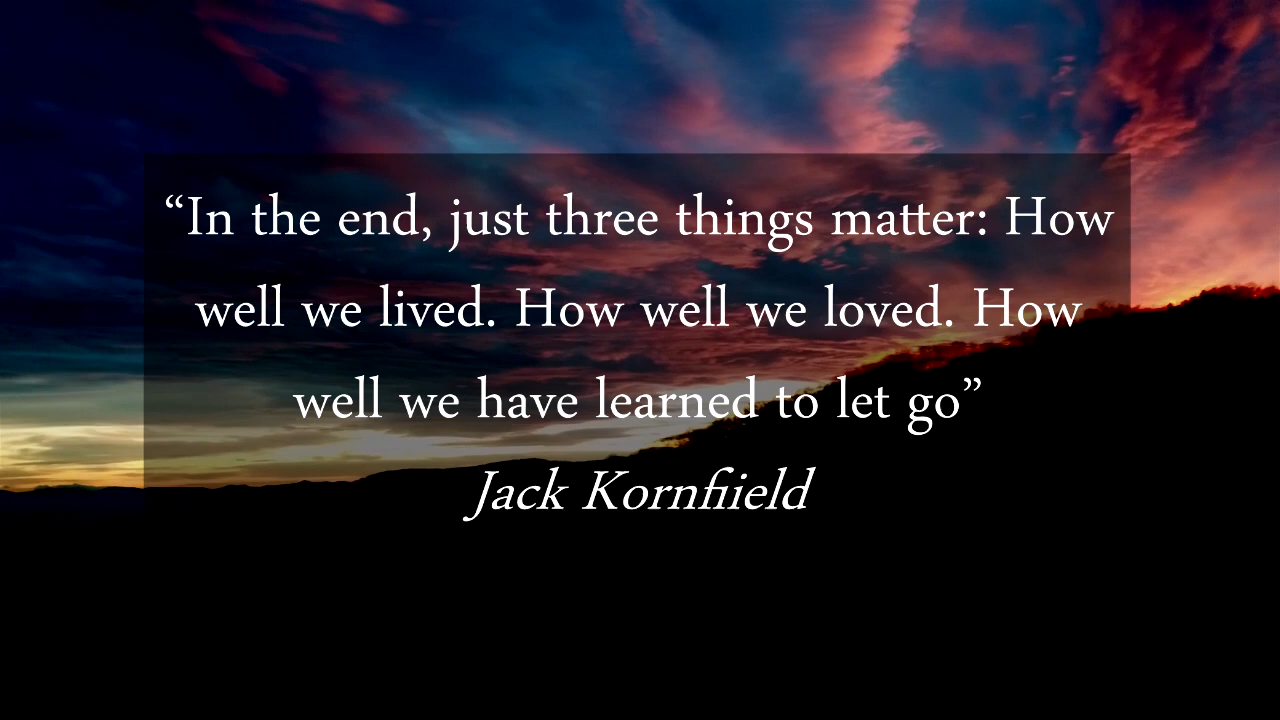 “In the end, just three things matter: How
well we lived. How well we loved. How
well we have learned to let go”
Jack Kornfiield